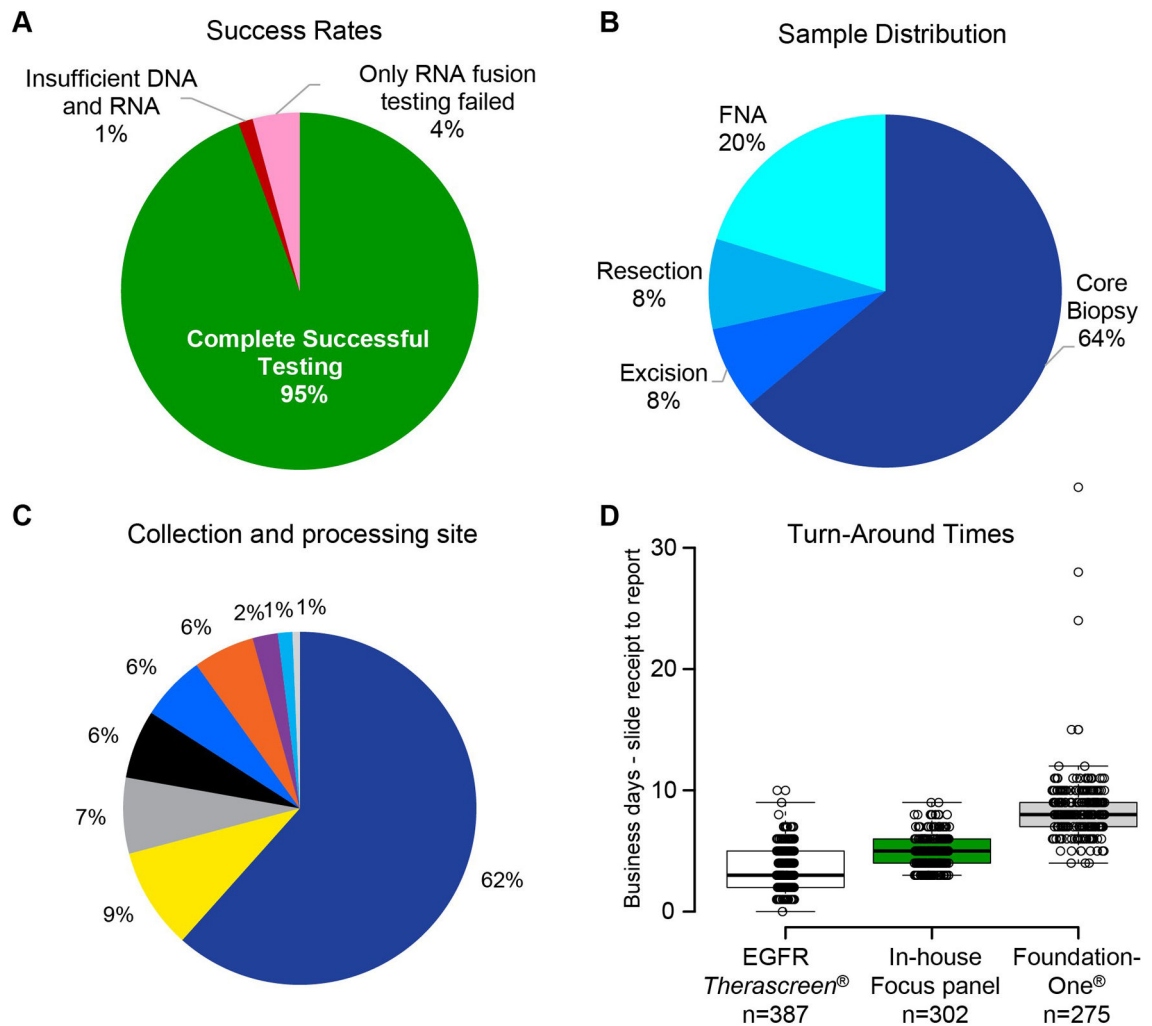 A
Success Rates
Insufficient DNA
and RNA
1%
Only RNA fusion
testing failed
4%
Complete Successful
Testing
95%
B
Sample Distribution
FNA
20%
Resection
8%
Excision
8%
Core
Biopsy
64%
C
Collection and processing site
62%
9%
7%
6%
6%
6%
2%
1%
1%
D
Turn-Around Times
Business days - slide receipt to report
30
20
10
0
EGFR
Therascreen®
n=387
In-house
Focus panel
n=302
Foundation-
One®
n=275